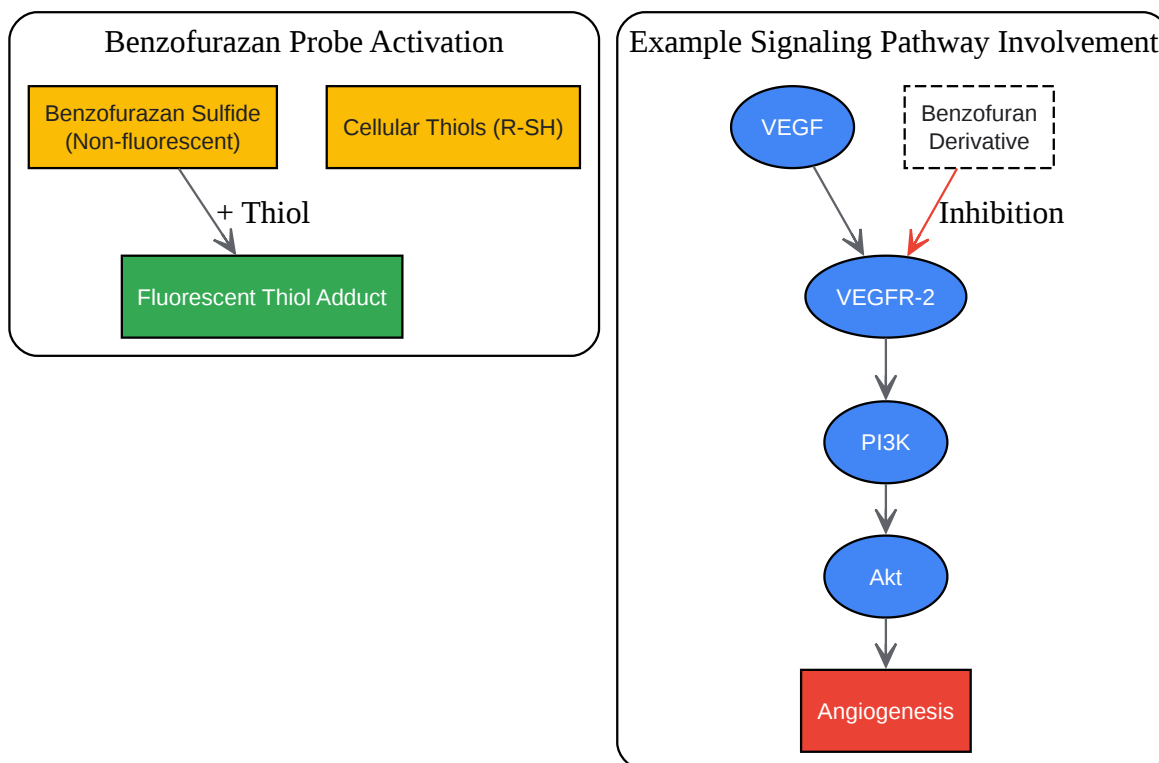 Benzofurazan Probe Activation
Benzofurazan Sulfide
(Non-fluorescent)
Cellular Thiols (R-SH)
+ Thiol
Fluorescent Thiol Adduct
Example Signaling Pathway Involvement
VEGF
Benzofuran
Derivative
Inhibition
VEGFR-2
PI3K
Akt
Angiogenesis